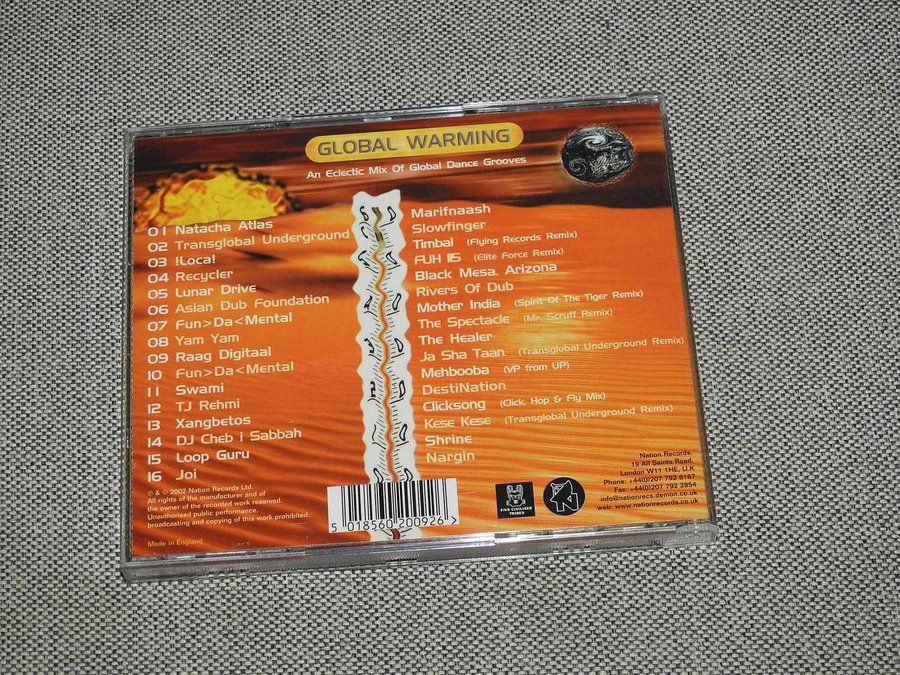 GLOBAL WARMING
An Eclectic Mix Of Global Dance Grooves
01 Natacha Atlas Marifnaash
02 Transglobal Underground Slowfinger
03 !Loca! Timbal (Flying Records Remix)
04 Recycler FUH (Elite Force Remix)
05 Lunar Drive Black Mesa, Arizona
06 Asian Dub Foundation Rivers Of Dub
07 Fun>Da<Mental Mother India (Spirit Of The Tiger Remix)
08 Yam Yam The Spectacle (Mr. Scruff Remix)
09 Raag Digitaal The Healer
10 Fun>Da<Mental Ja Sha Taan (Transglobal Underground Remix)
11 Swami Mehbooba (VP from UP)
12 TJ Rehmi DestiNation
13 Xangbetos Clicksong (Click, Hop & Fly Mix)
14 DJ Cheb i Sabbah Kese Kese (Transglobal Underground Remix)
15 Loop Guru Shrine
16 Joi Nargin
℗ & © 2002 Nation Records Ltd.
All rights of the manufacturer and of
the owner of the recorded work reserved.
Unauthorised public performance,
broadcasting and copying of this work prohibited.
Made in England
5 018560 200926 >
FIVE CIVILISED
TRIBES
Nation Records,
19 All Saints Road,
London W11 1HE, U.K
Phone: +44(0)207 792 8167
Fax: +44(0)207 792 2854
info@nationrecs.demon.co.uk
web: www.nationrecords.co.uk